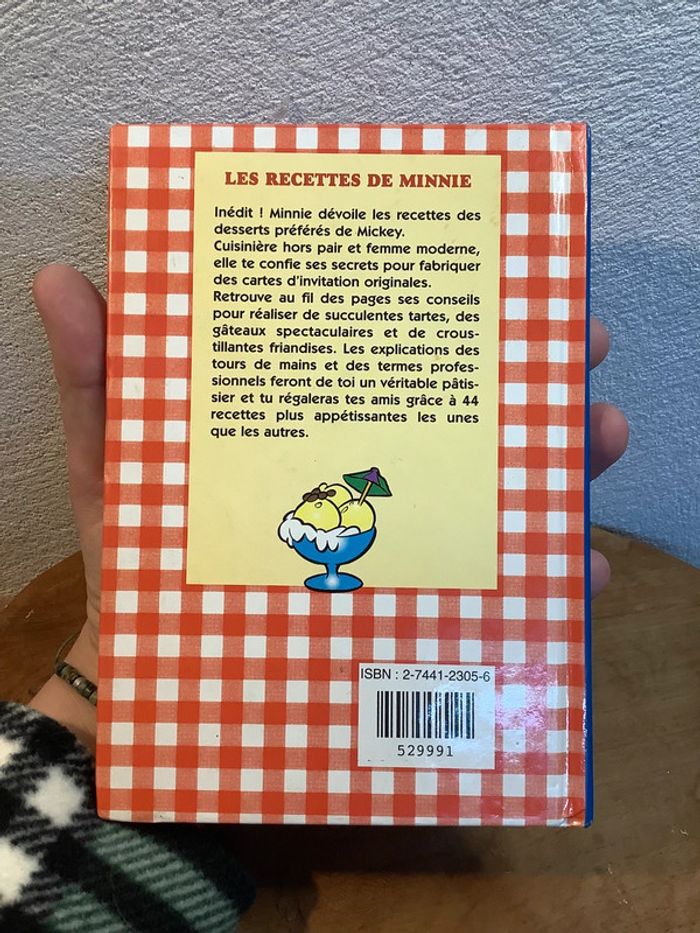 LES RECETTES DE MINNIE
Inédit ! Minnie dévoile les recettes des
desserts préférés de Mickey.
Cuisinière hors pair et femme moderne,
elle te confie ses secrets pour fabriquer
des cartes d'invitation originales.
Retrouve au fil des pages ses conseils
pour réaliser de succulentes tartes, des
gâteaux spectaculaires et de crous-
tillantes friandises. Les explications des
tours de mains et des termes profes-
sionnels feront de toi un véritable pâtis-
sier et tu régaleras tes amis grâce à 44
recettes plus appétissantes les unes
que les autres.
ISBN : 2-7441-2305-6
529991